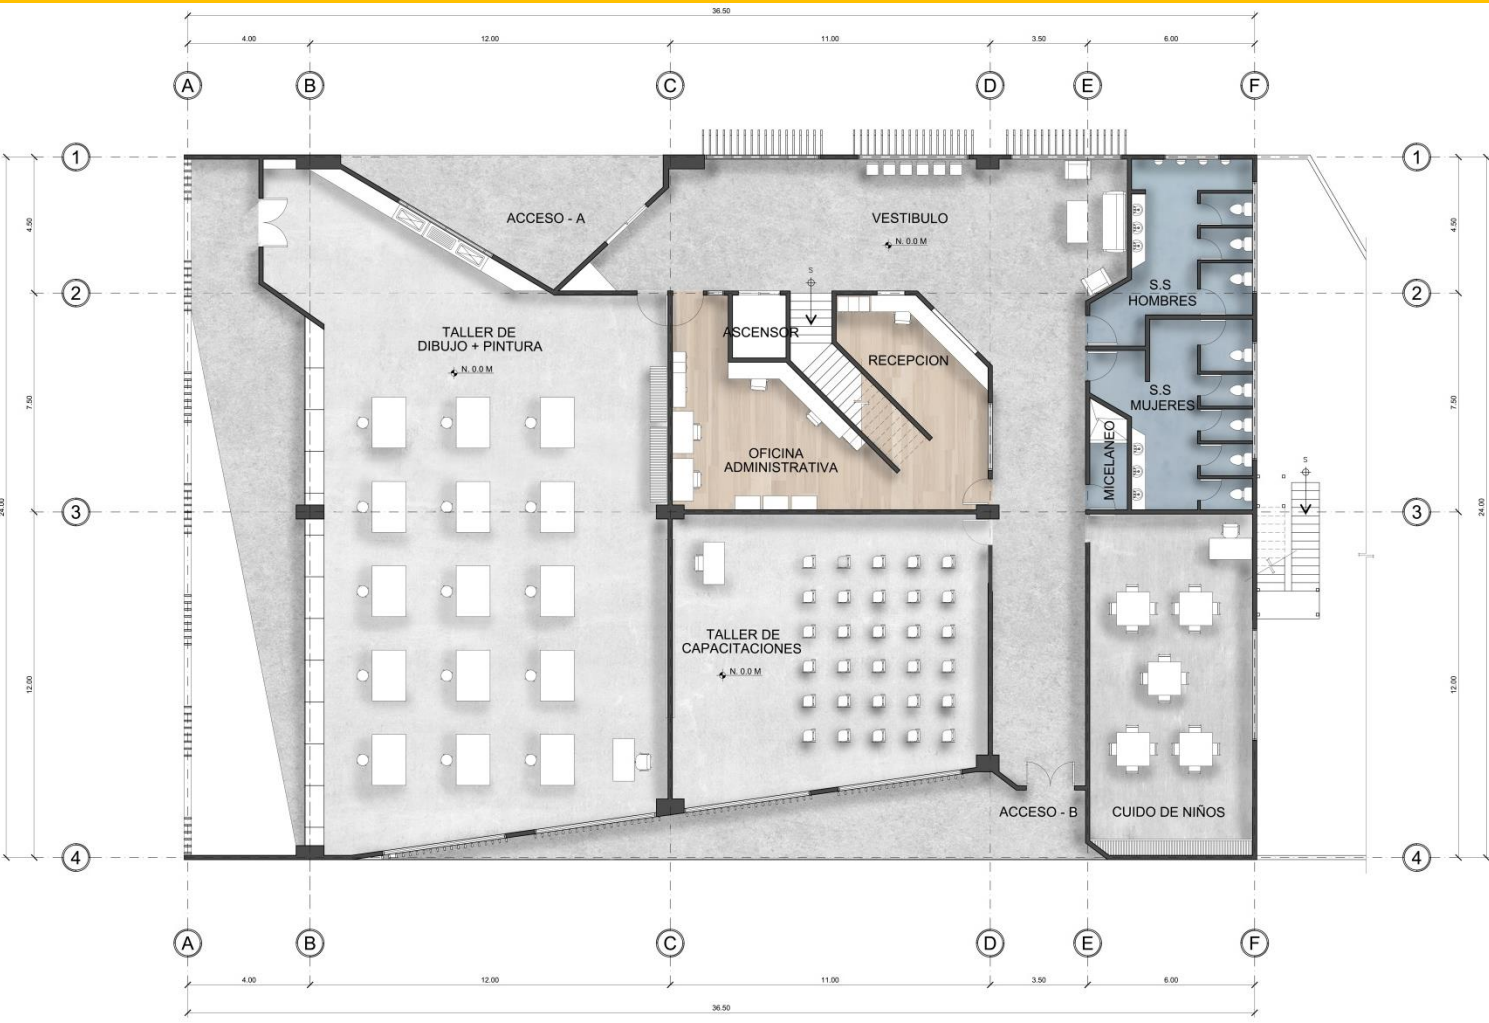 36.50
4.00 12.00 11.00 3.50 6.00
A B C D E F
1 1
4.50 ACCESO - A VESTIBULO 4.50
N. 0.0 M
S
2 S.S 2
HOMBRES
TALLER DE ASCENSOR
DIBUJO + PINTURA RECEPCION
N. 0.0 M
7.50 S.S 7.50
MUJERES
OFICINA MICELANEO
ADMINISTRATIVA
S
24.00 3 3 24.00
TALLER DE
CAPACITACIONES
N. 0.0 M
12.00 12.00
ACCESO - B CUIDO DE NIÑOS
4 4
A B C D E F
4.00 12.00 11.00 3.50 6.00
36.50